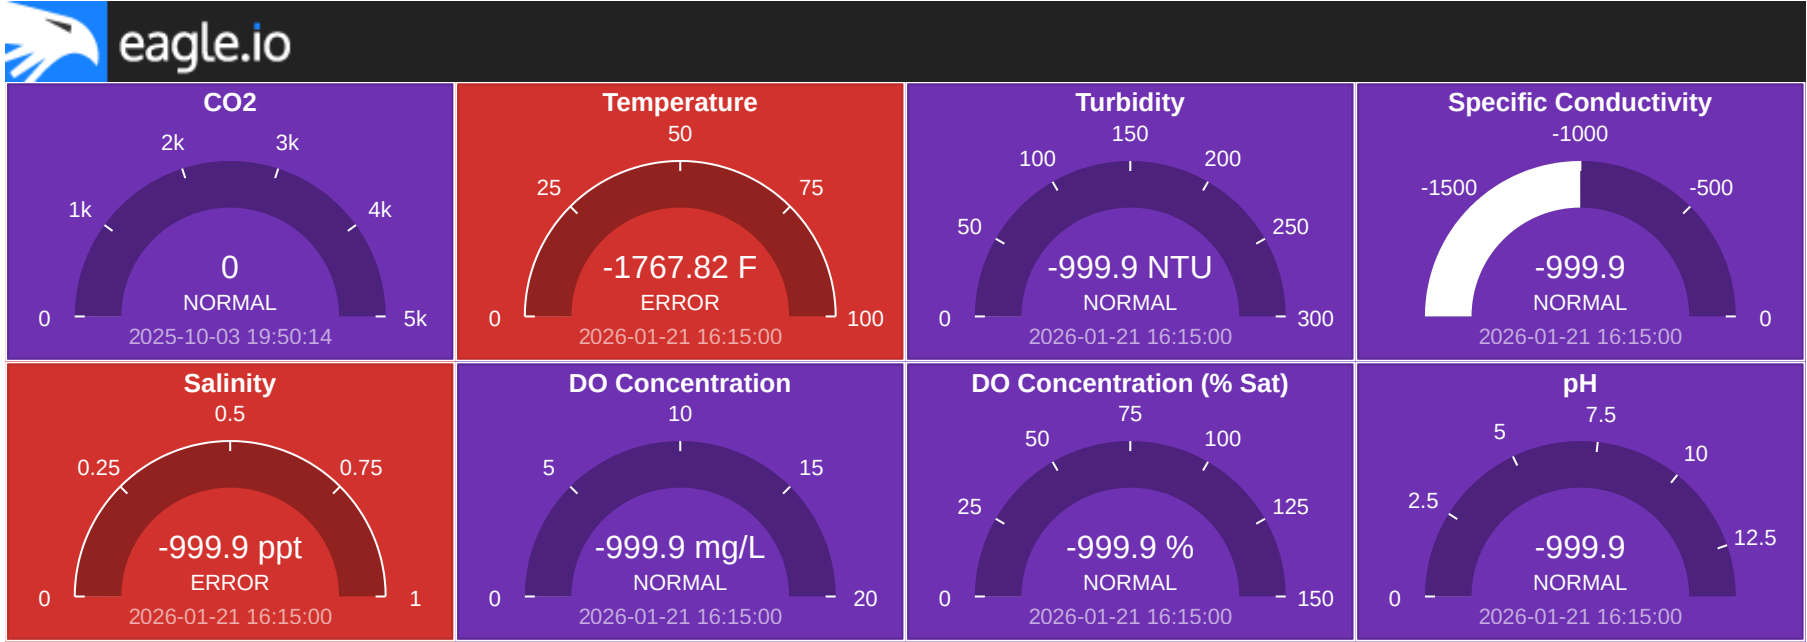 eagle.io
CO2
0
1k
2k
3k
4k
5k
0
NORMAL
2025-10-03 19:50:14
Temperature
0
25
50
75
100
-1767.82 F
ERROR
2026-01-21 16:15:00
Turbidity
0
50
100
150
200
250
300
-999.9 NTU
NORMAL
2026-01-21 16:15:00
Specific Conductivity
-1500
-1000
-500
0
-999.9
NORMAL
2026-01-21 16:15:00
Salinity
0
0.25
0.5
0.75
1
-999.9 ppt
ERROR
2026-01-21 16:15:00
DO Concentration
0
5
10
15
20
-999.9 mg/L
NORMAL
2026-01-21 16:15:00
DO Concentration (% Sat)
0
25
50
75
100
125
150
-999.9 %
NORMAL
2026-01-21 16:15:00
pH
0
2.5
5
7.5
10
12.5
-999.9
NORMAL
2026-01-21 16:15:00